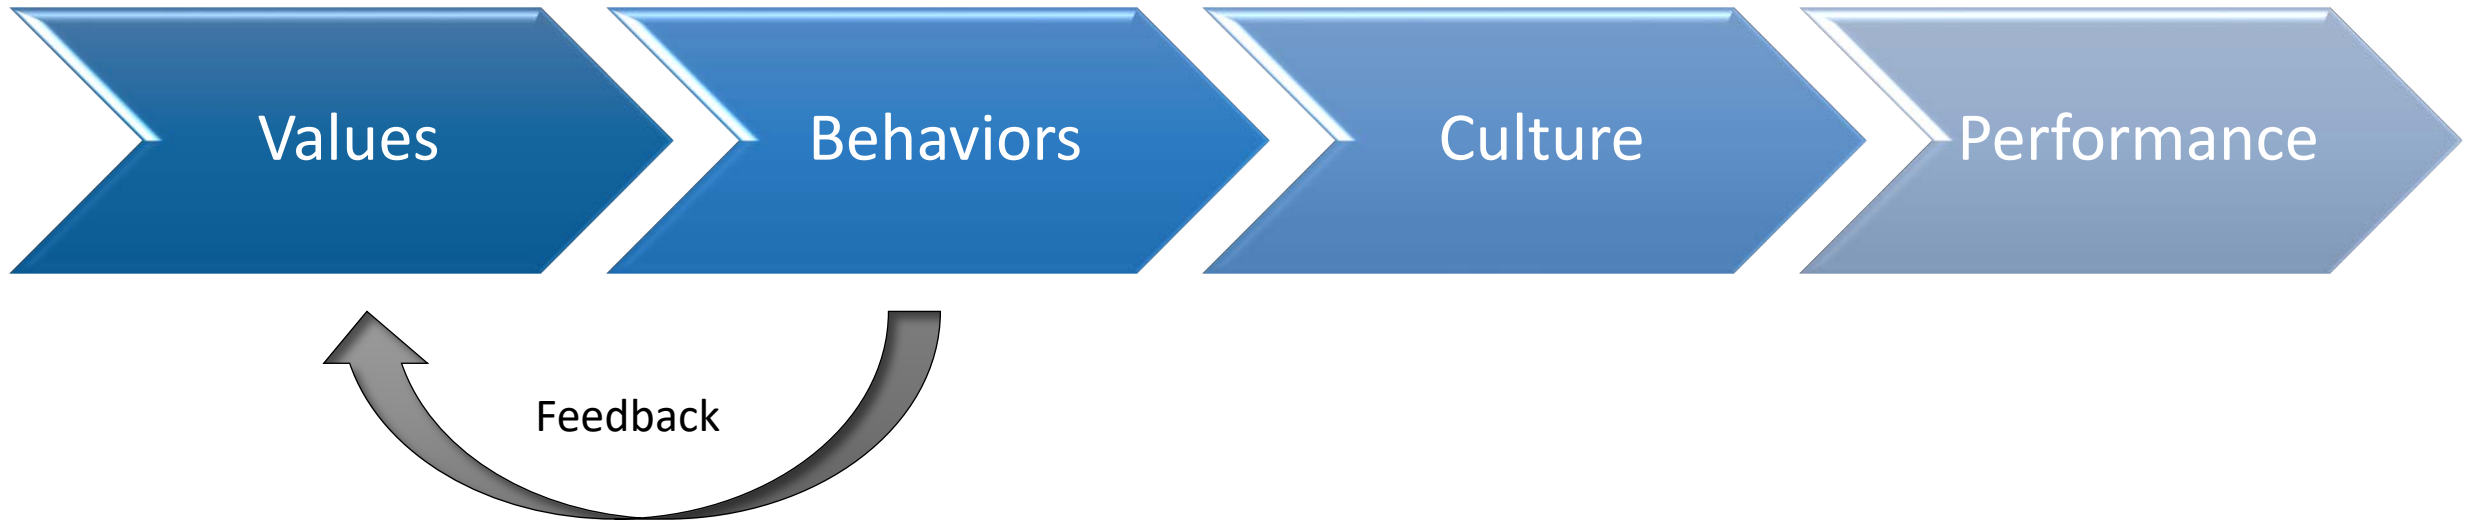 Values
Behaviors
Culture
Performance
Feedback